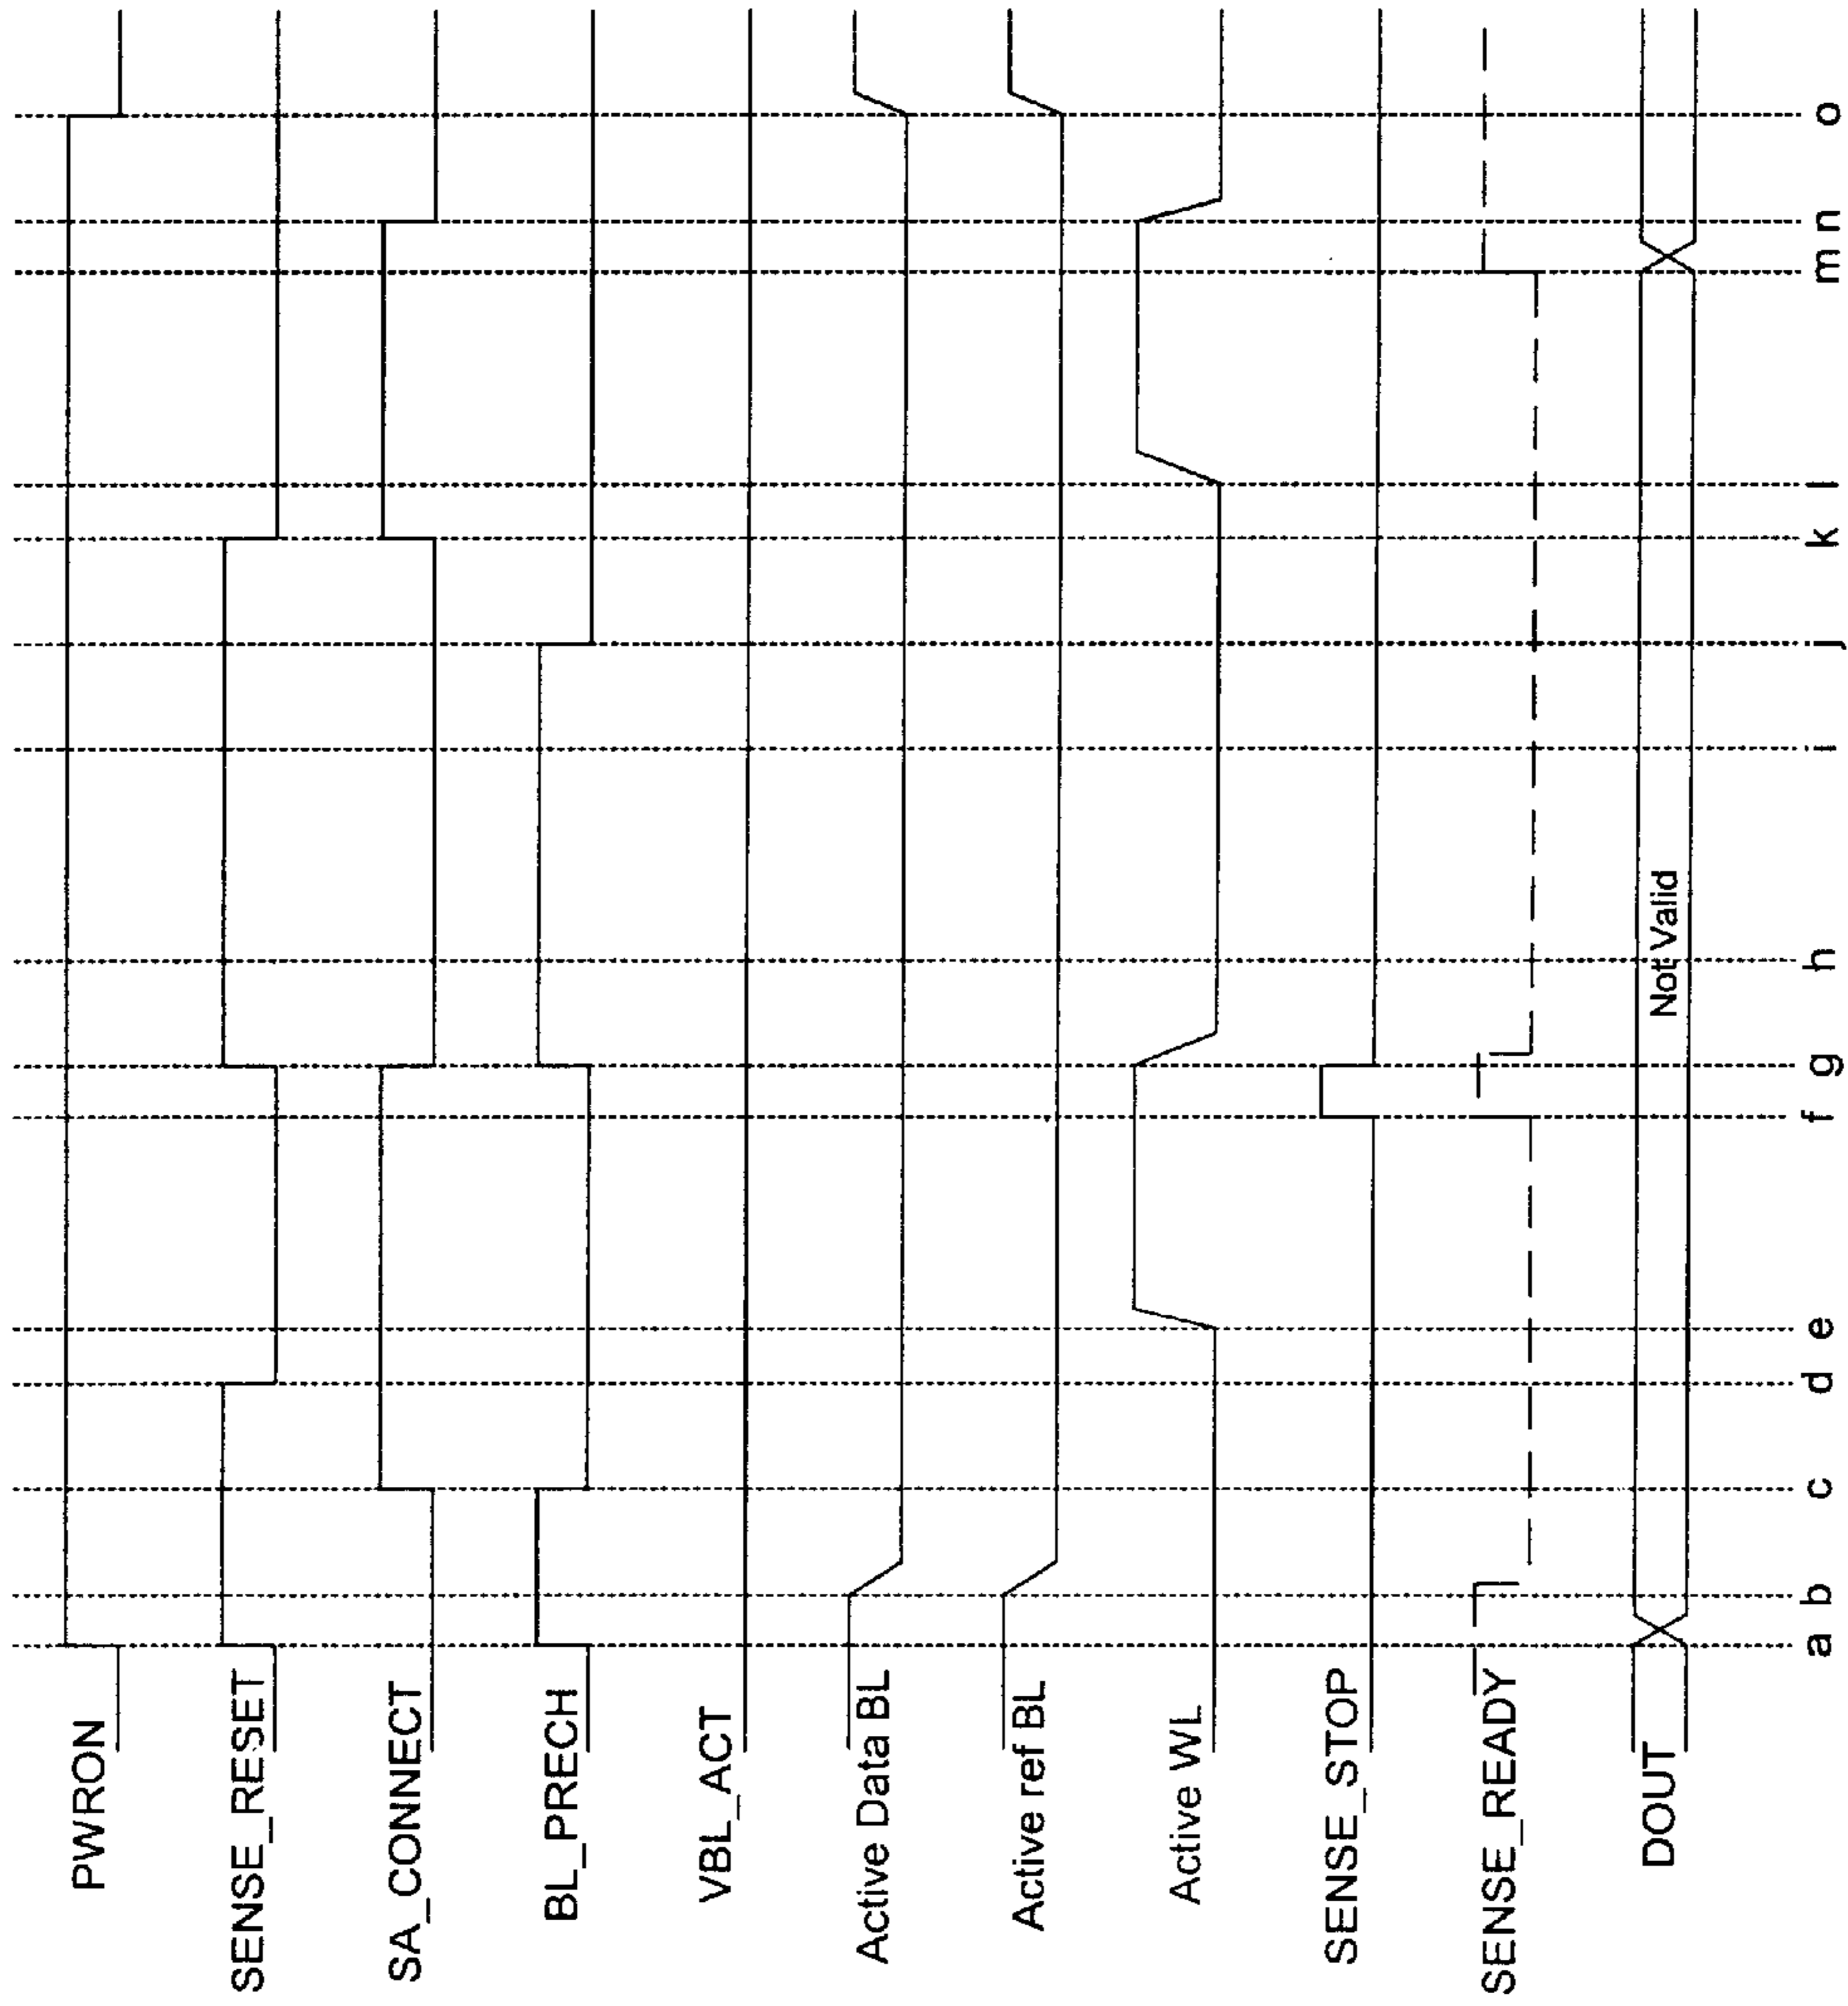 PWRON
SENSE_RESET
SA_CONNECT
BL_PRECH
VBL_ACT
Active Data BL
Active ref BL
Active WL
SENSE_STOP
SENSE_READY
DOUT
Not Valid
a b c d e f g h i j k l m n o